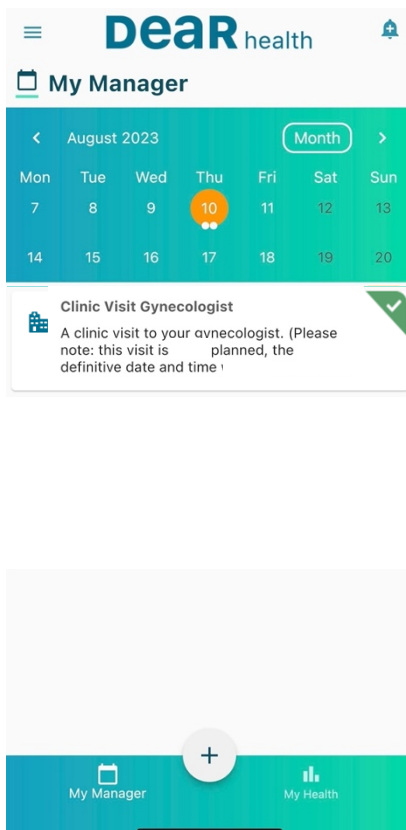 DeaR health
My Manager
August 2023
Month
Mon Tue Wed Thu Fri Sat Sun
7 8 9 10 11 12 13
14 15 16 17 18 19 20
Clinic Visit Gynecologist
A clinic visit to your gynecologist. (Please
note: this visit is planned, the
definitive date and time
My Manager
My Health